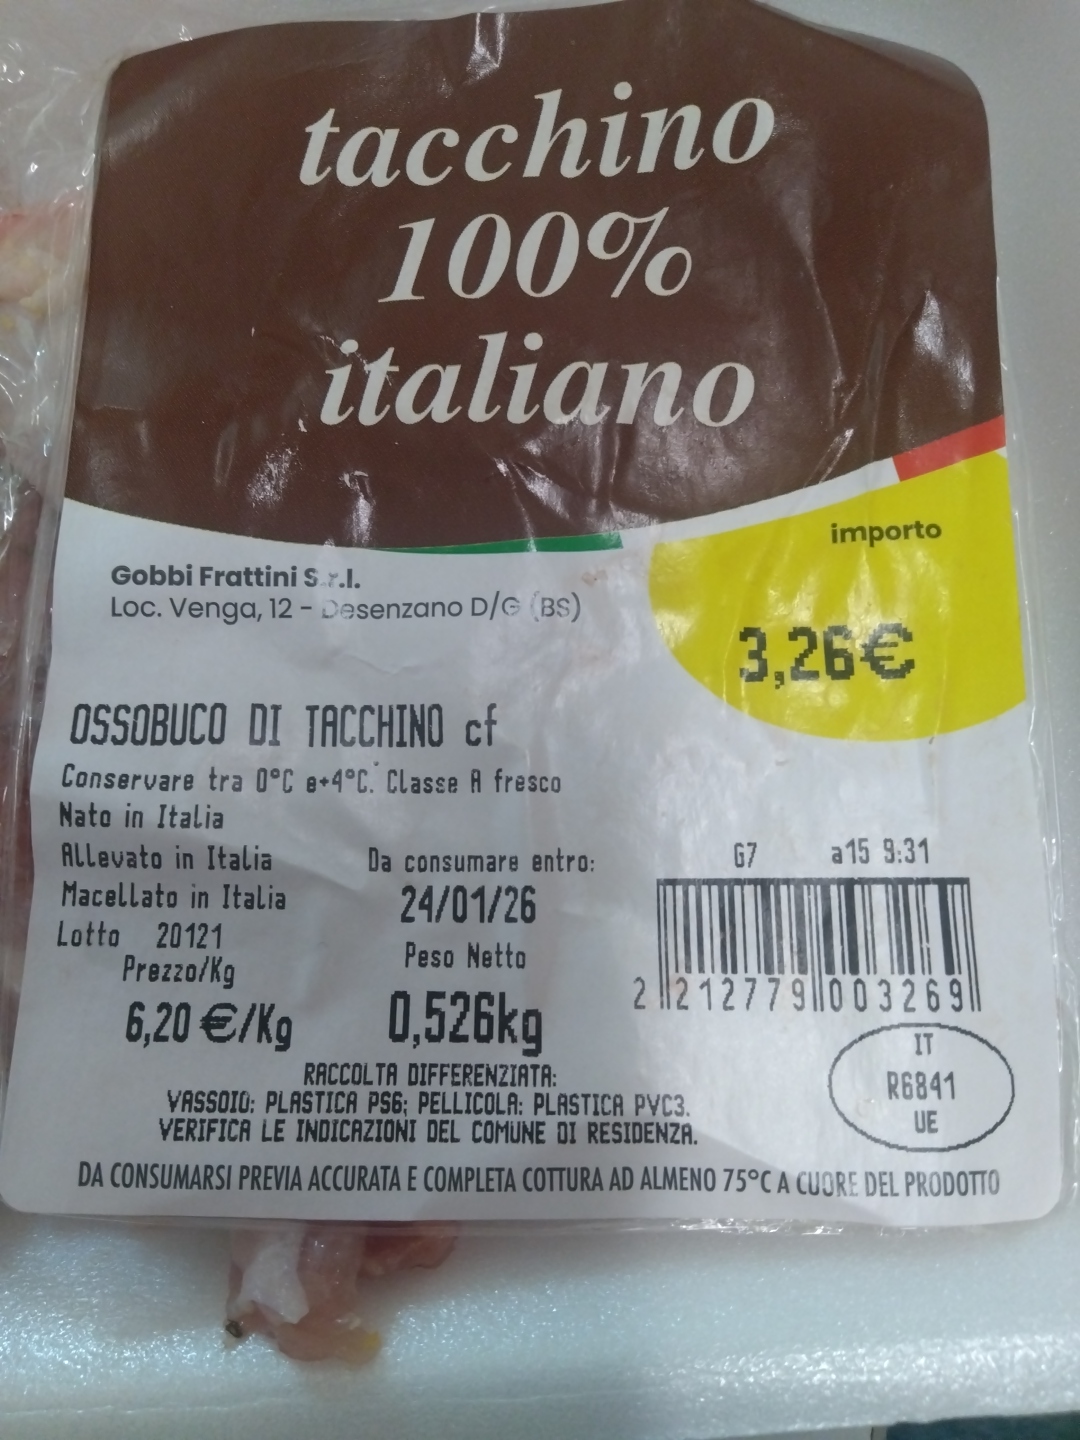 tacchino
100%
italiano
importo
3,26€
Gobbi Frattini S.r.l.
Loc. Venga, 12 - Desenzano D/G (BS)
OSSOBUCO DI TACCHINO cf
Conservare tra 0°C e+4°C. Classe A fresco
Nato in Italia
Allevato in Italia
Macellato in Italia
Lotto 20121
Prezzo/Kg
6,20 €/Kg
Da consumare entro:
24/01/26
Peso Netto
0,526kg
G7 a15 9:31
2 212779 003269
IT
R6841
UE
RACCOLTA DIFFERENZIATA:
VASSOIO: PLASTICA PS6; PELLICOLA: PLASTICA PVC3.
VERIFICA LE INDICAZIONI DEL COMUNE DI RESIDENZA.
DA CONSUMARSI PREVIA ACCURATA E COMPLETA COTTURA AD ALMENO 75°C A CUORE DEL PRODOTTO